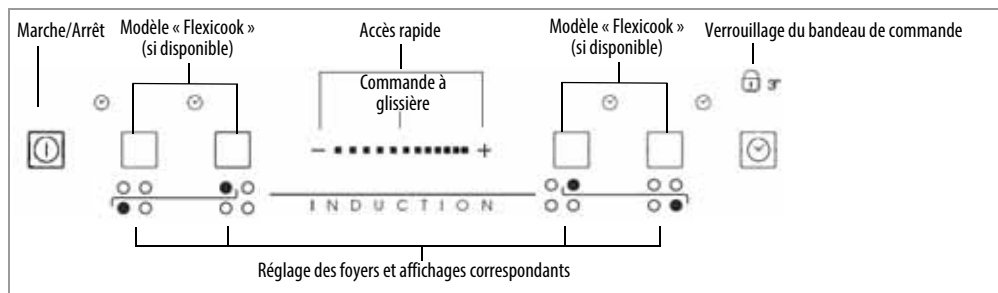 Marche/Arrêt
Modèle « Flexicook »
(si disponible)
Accès rapide
Modèle « Flexicook »
(si disponible)
Verrouillage du bandeau de commande
Commande à
glissière
− +
I N D U C T I O N
Réglage des foyers et affichages correspondants